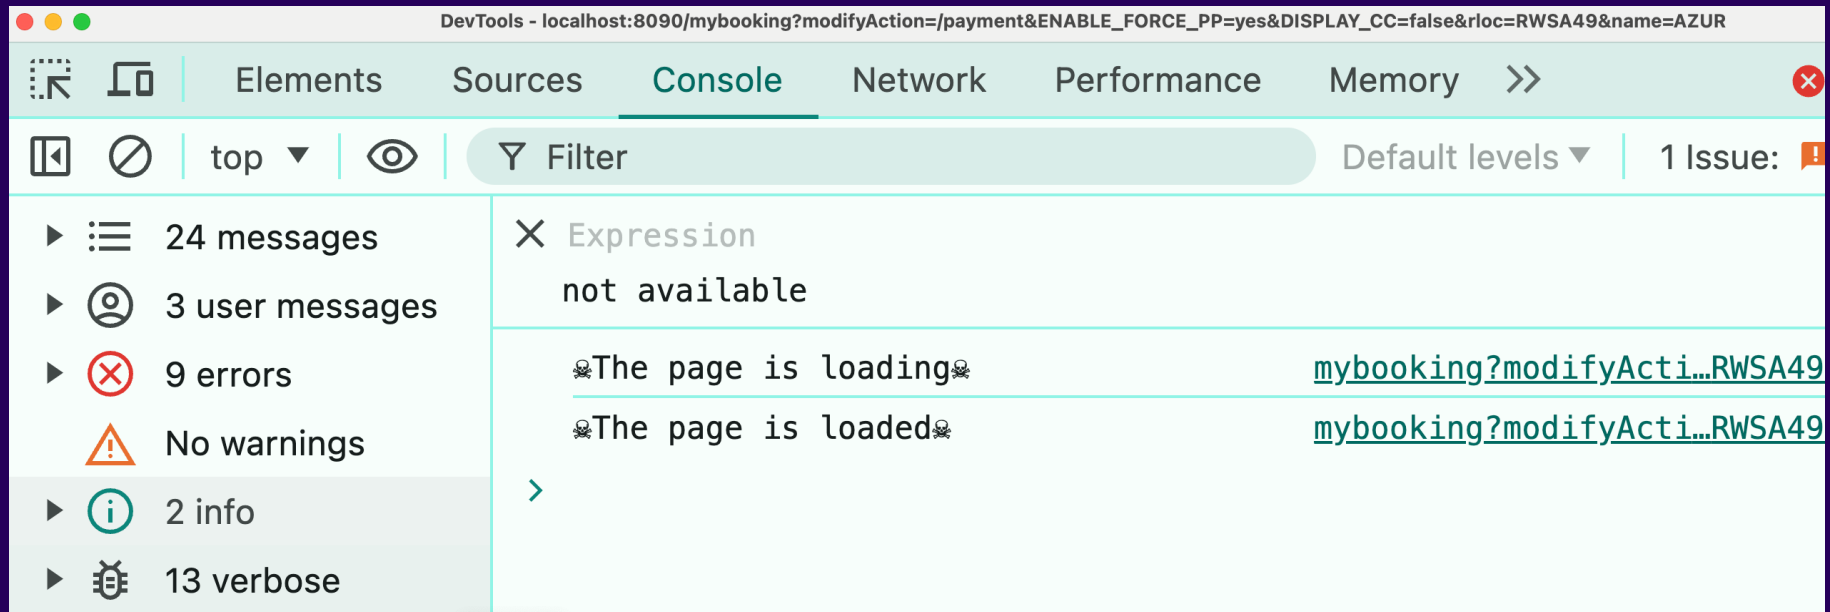 DevTools - localhost:8090/mybooking?modifyAction=/payment&ENABLE_FORCE_PP=yes&DISPLAY_CC=false&rloc=RWSA49&name=AZUR
Elements Sources Console Network Performance Memory
top Filter Default levels 1 Issue:
24 messages
3 user messages
9 errors
No warnings
2 info
13 verbose
Expression
not available
☠The page is loading☠ mybooking?modifyActi…RWSA49
☠The page is loaded☠ mybooking?modifyActi…RWSA49